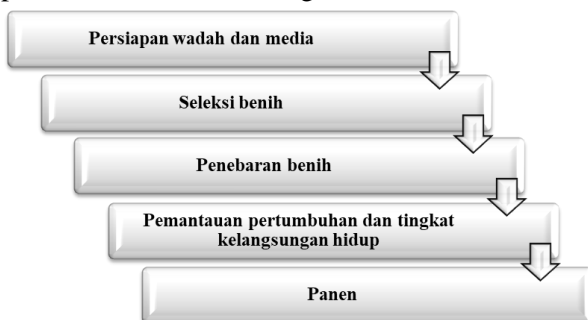 Persiapan wadah dan media
Seleksi benih
Penebaran benih
Pemantauan pertumbuhan dan tingkat
kelangsungan hidup
Panen